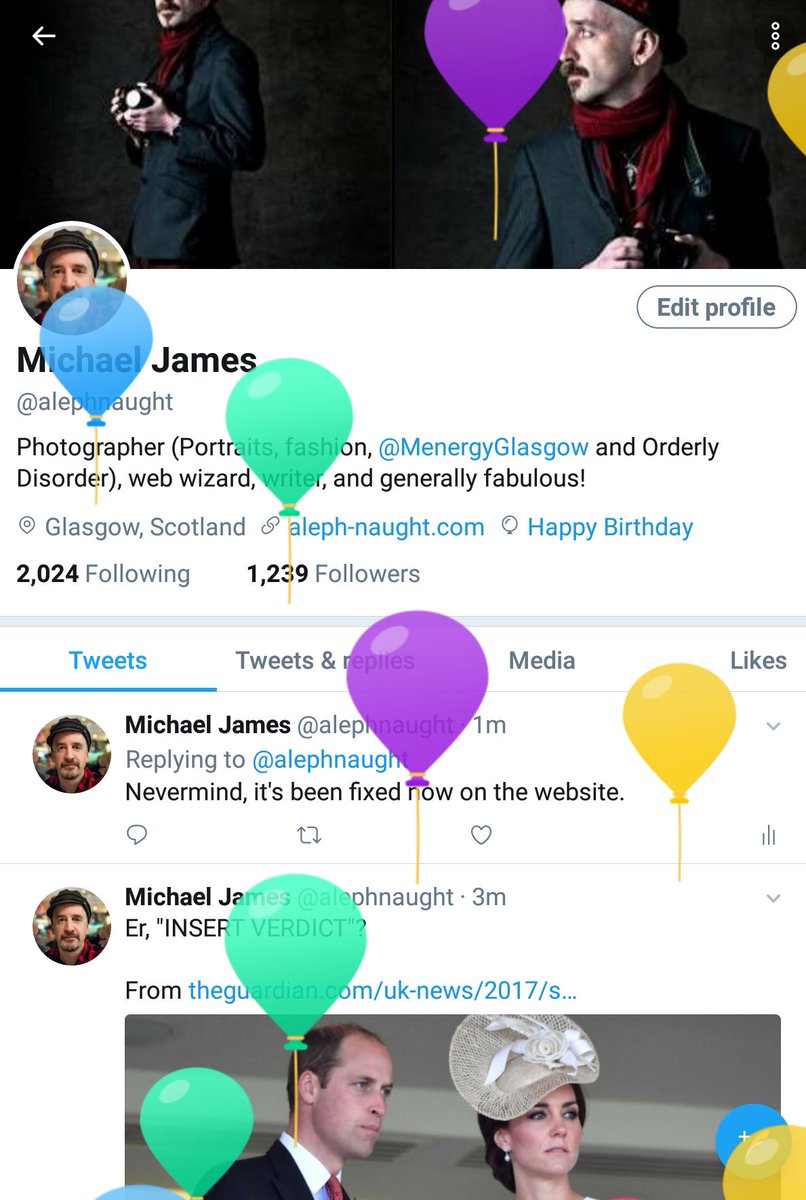 Edit profile
Michael James
@alephnaught
Photographer (Portraits, fashion, @MenergyGlasgow and Orderly
Disorder), web wizard, writer, and generally fabulous!
Glasgow, Scotland aleph-naught.com Happy Birthday
2,024 Following 1,239 Followers
Tweets Tweets & replies Media Likes
Michael James @alephnaught · 1m
Replying to @alephnaught
Nevermind, it's been fixed now on the website.
Michael James @alephnaught · 3m
Er, "INSERT VERDICT"?
From theguardian.com/uk-news/2017/s...